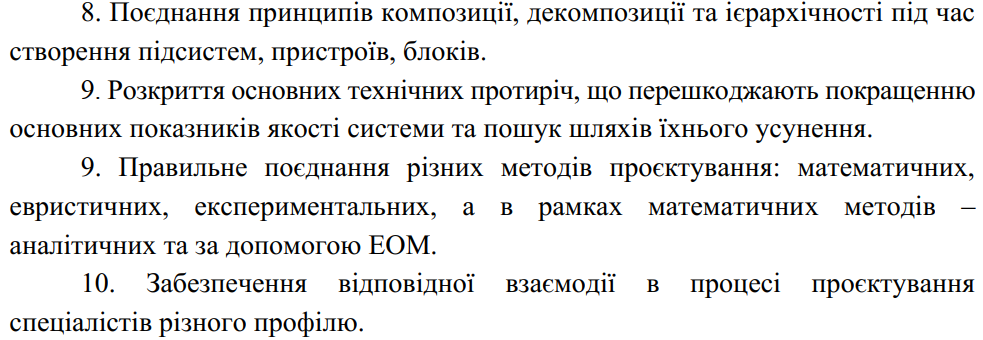 8. Поєднання принципів композиції, декомпозиції та ієрархічності під час
створення підсистем, пристроїв, блоків.
9. Розкриття основних технічних протиріч, що перешкоджають покращенню
основних показників якості системи та пошук шляхів їхнього усунення.
9. Правильне поєднання різних методів проєктування: математичних,
евристичних, експериментальних, а в рамках математичних методів –
аналітичних та за допомогою ЕОМ.
10. Забезпечення відповідної взаємодії в процесі проєктування
спеціалістів різного профілю.